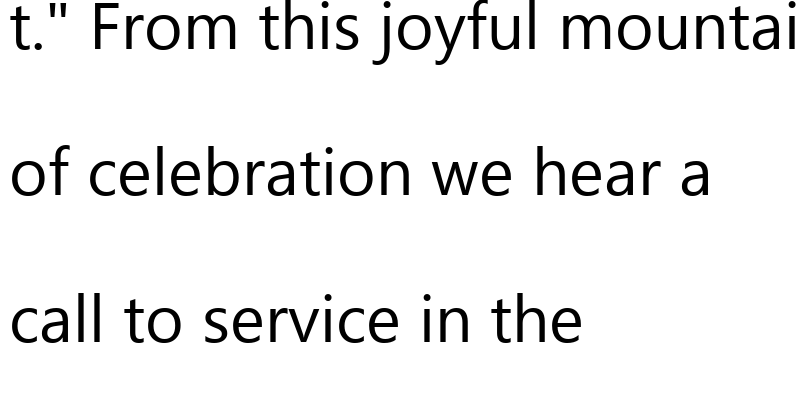 t." From this joyful mountai
of celebration we hear a
call to service in the